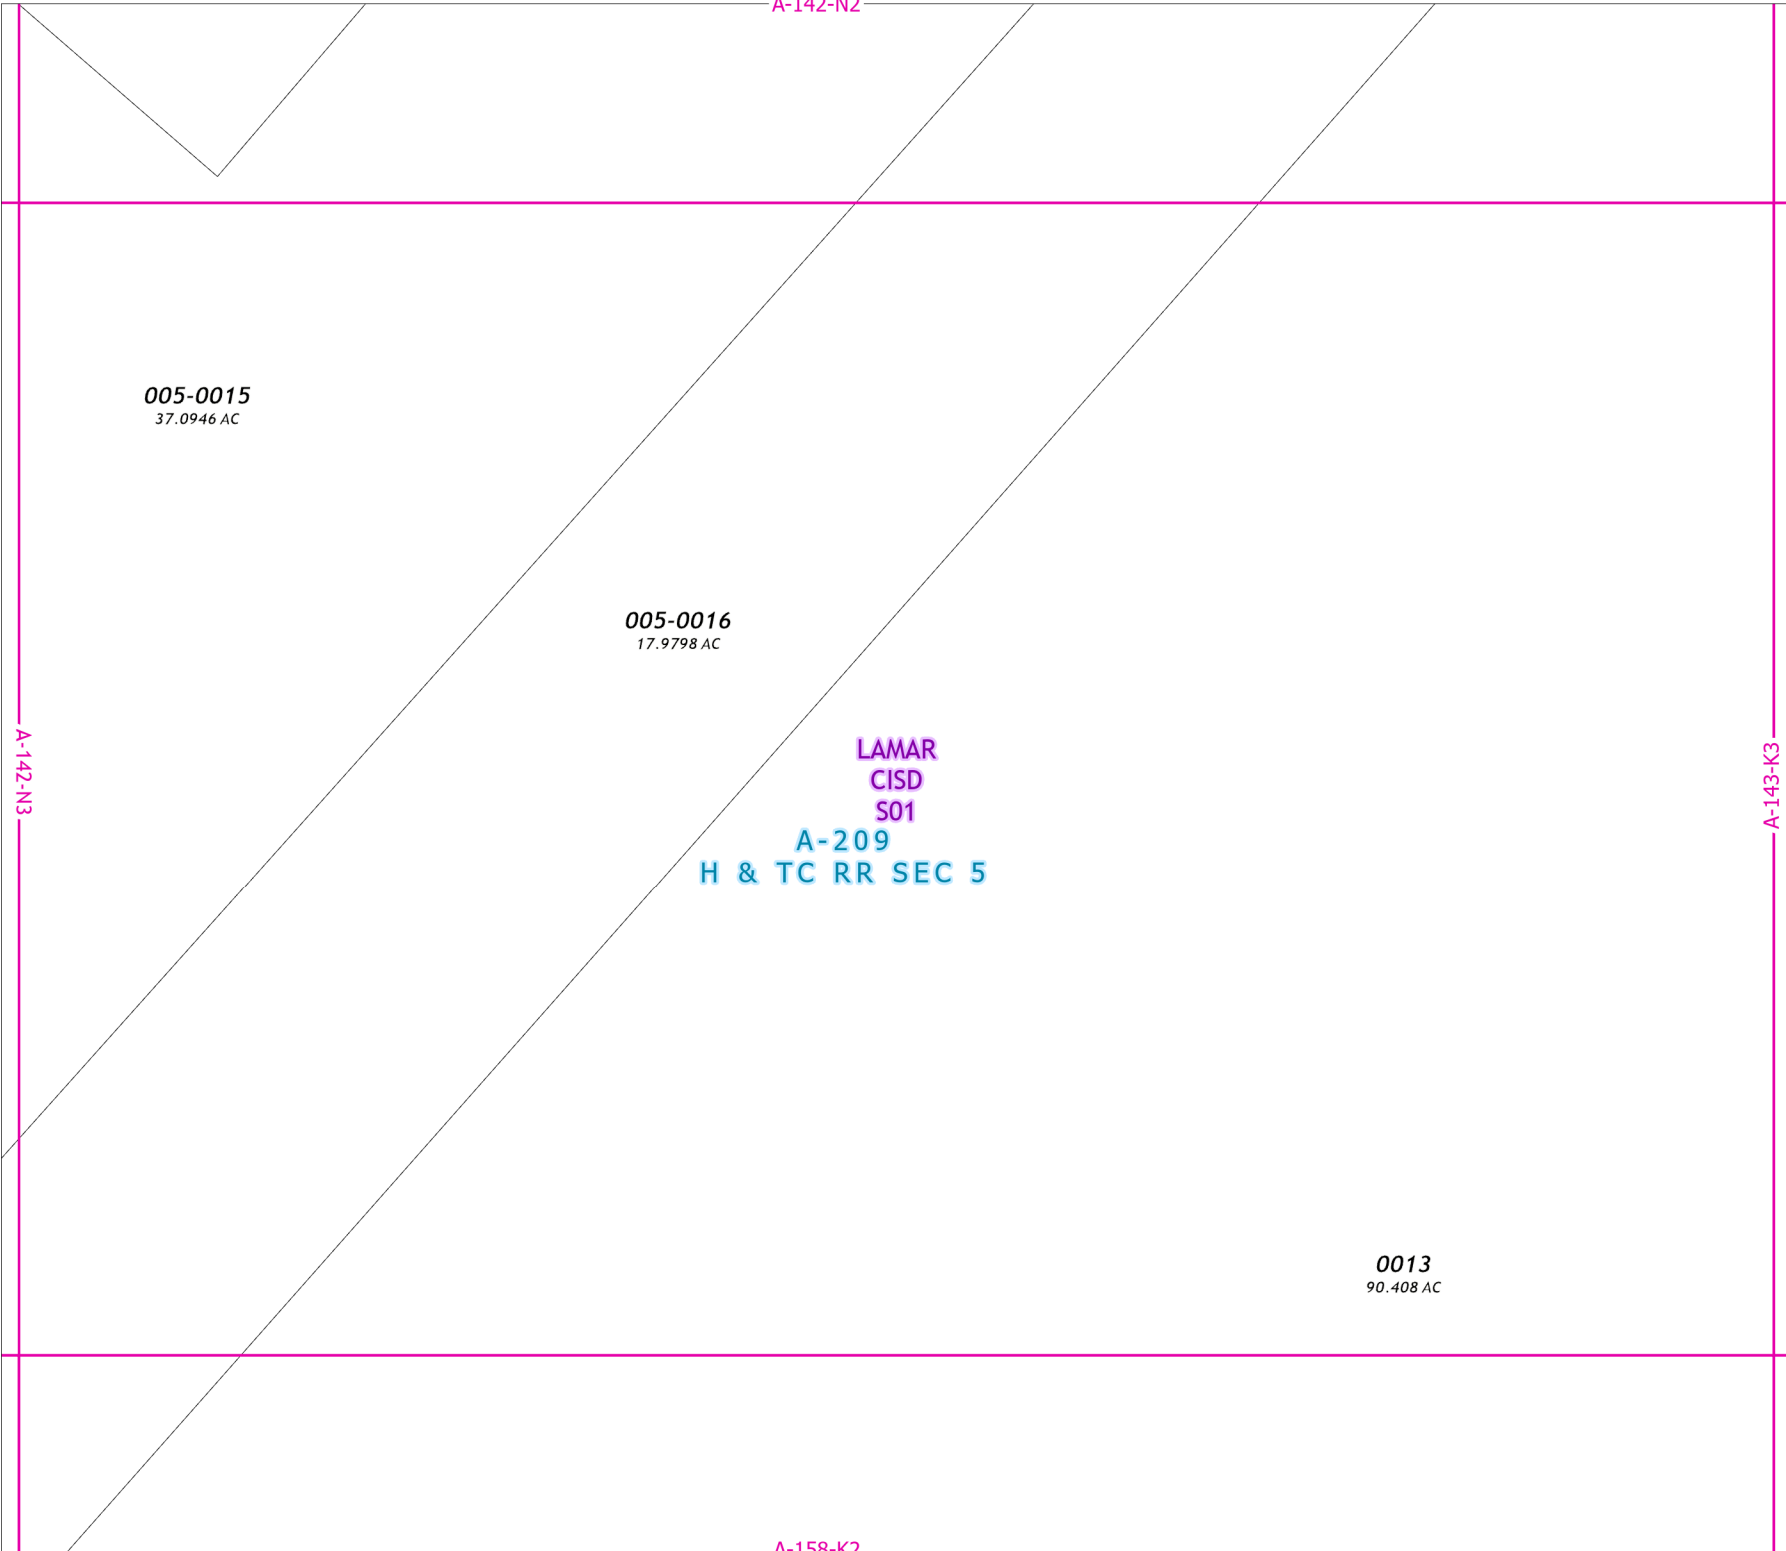 A-142-N2
005-0015
37.0946 AC
005-0016
17.9798 AC
A-142-N3
LAMAR
CISD
S01
A-143-K3
A-209
H & TC RR SEC 5
0013
90.408 AC
A-158-K2